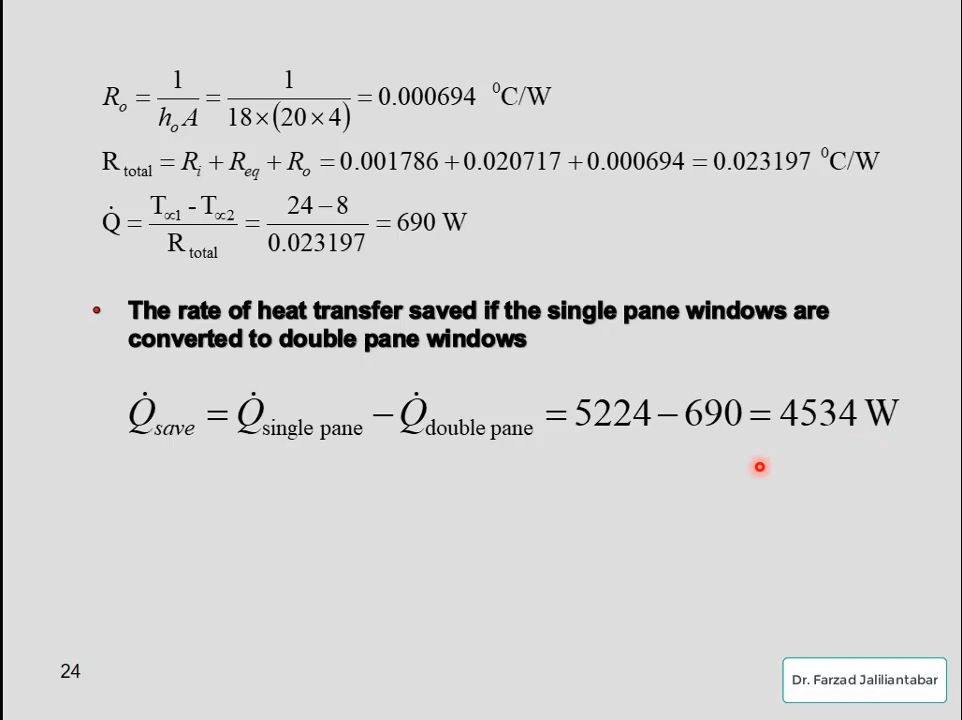 R_o = 1 / (h_o A) = 1 / (18×(20×4)) = 0.000694 ⁰C/W
R_total = R_i + R_eq + R_o = 0.001786 + 0.020717 + 0.000694 = 0.023197 ⁰C/W
Q̇ = (T_∝1 - T_∝2) / R_total = (24 − 8) / 0.023197 = 690 W
• The rate of heat transfer saved if the single pane windows are
converted to double pane windows
Q̇_save = Q̇_single pane − Q̇_double pane = 5224 − 690 = 4534 W
24
Dr. Farzad Jaliliantabar